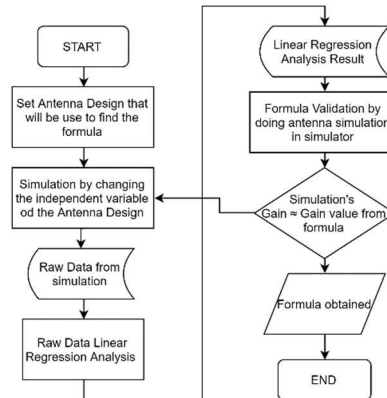 START
Set Antenna Design that
will be use to find the
formula
Simulation by changing
the independent variable
od the Antenna Design
Raw Data from
simulation
Raw Data Linear
Regression Analysis
Linear Regression
Analysis Result
Formula Validation by
doing antenna simulation
in simulator
Simulation's
Gain ≈ Gain value from
formula
Formula obtained
END